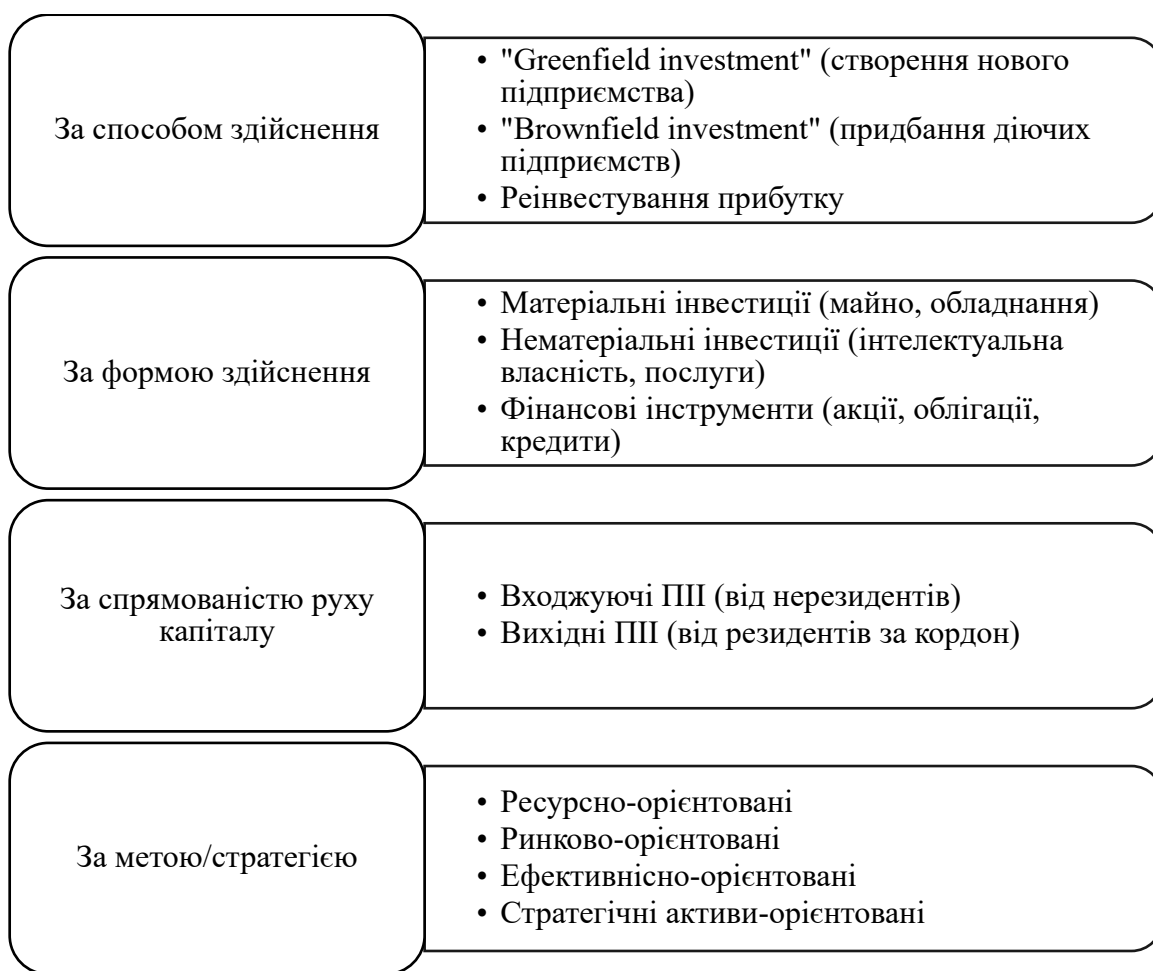 За способом здійснення
• "Greenfield investment" (створення нового
підприємства)
• "Brownfield investment" (придбання діючих
підприємств)
• Реінвестування прибутку
За формою здійснення
• Матеріальні інвестиції (майно, обладнання)
• Нематеріальні інвестиції (інтелектуальна
власність, послуги)
• Фінансові інструменти (акції, облігації,
кредити)
За спрямованістю руху
капіталу
• Входжуючі ПІІ (від нерезидентів)
• Вихідні ПІІ (від резидентів за кордон)
За метою/стратегією
• Ресурсно-орієнтовані
• Ринково-орієнтовані
• Ефективнісно-орієнтовані
• Стратегічні активи-орієнтовані